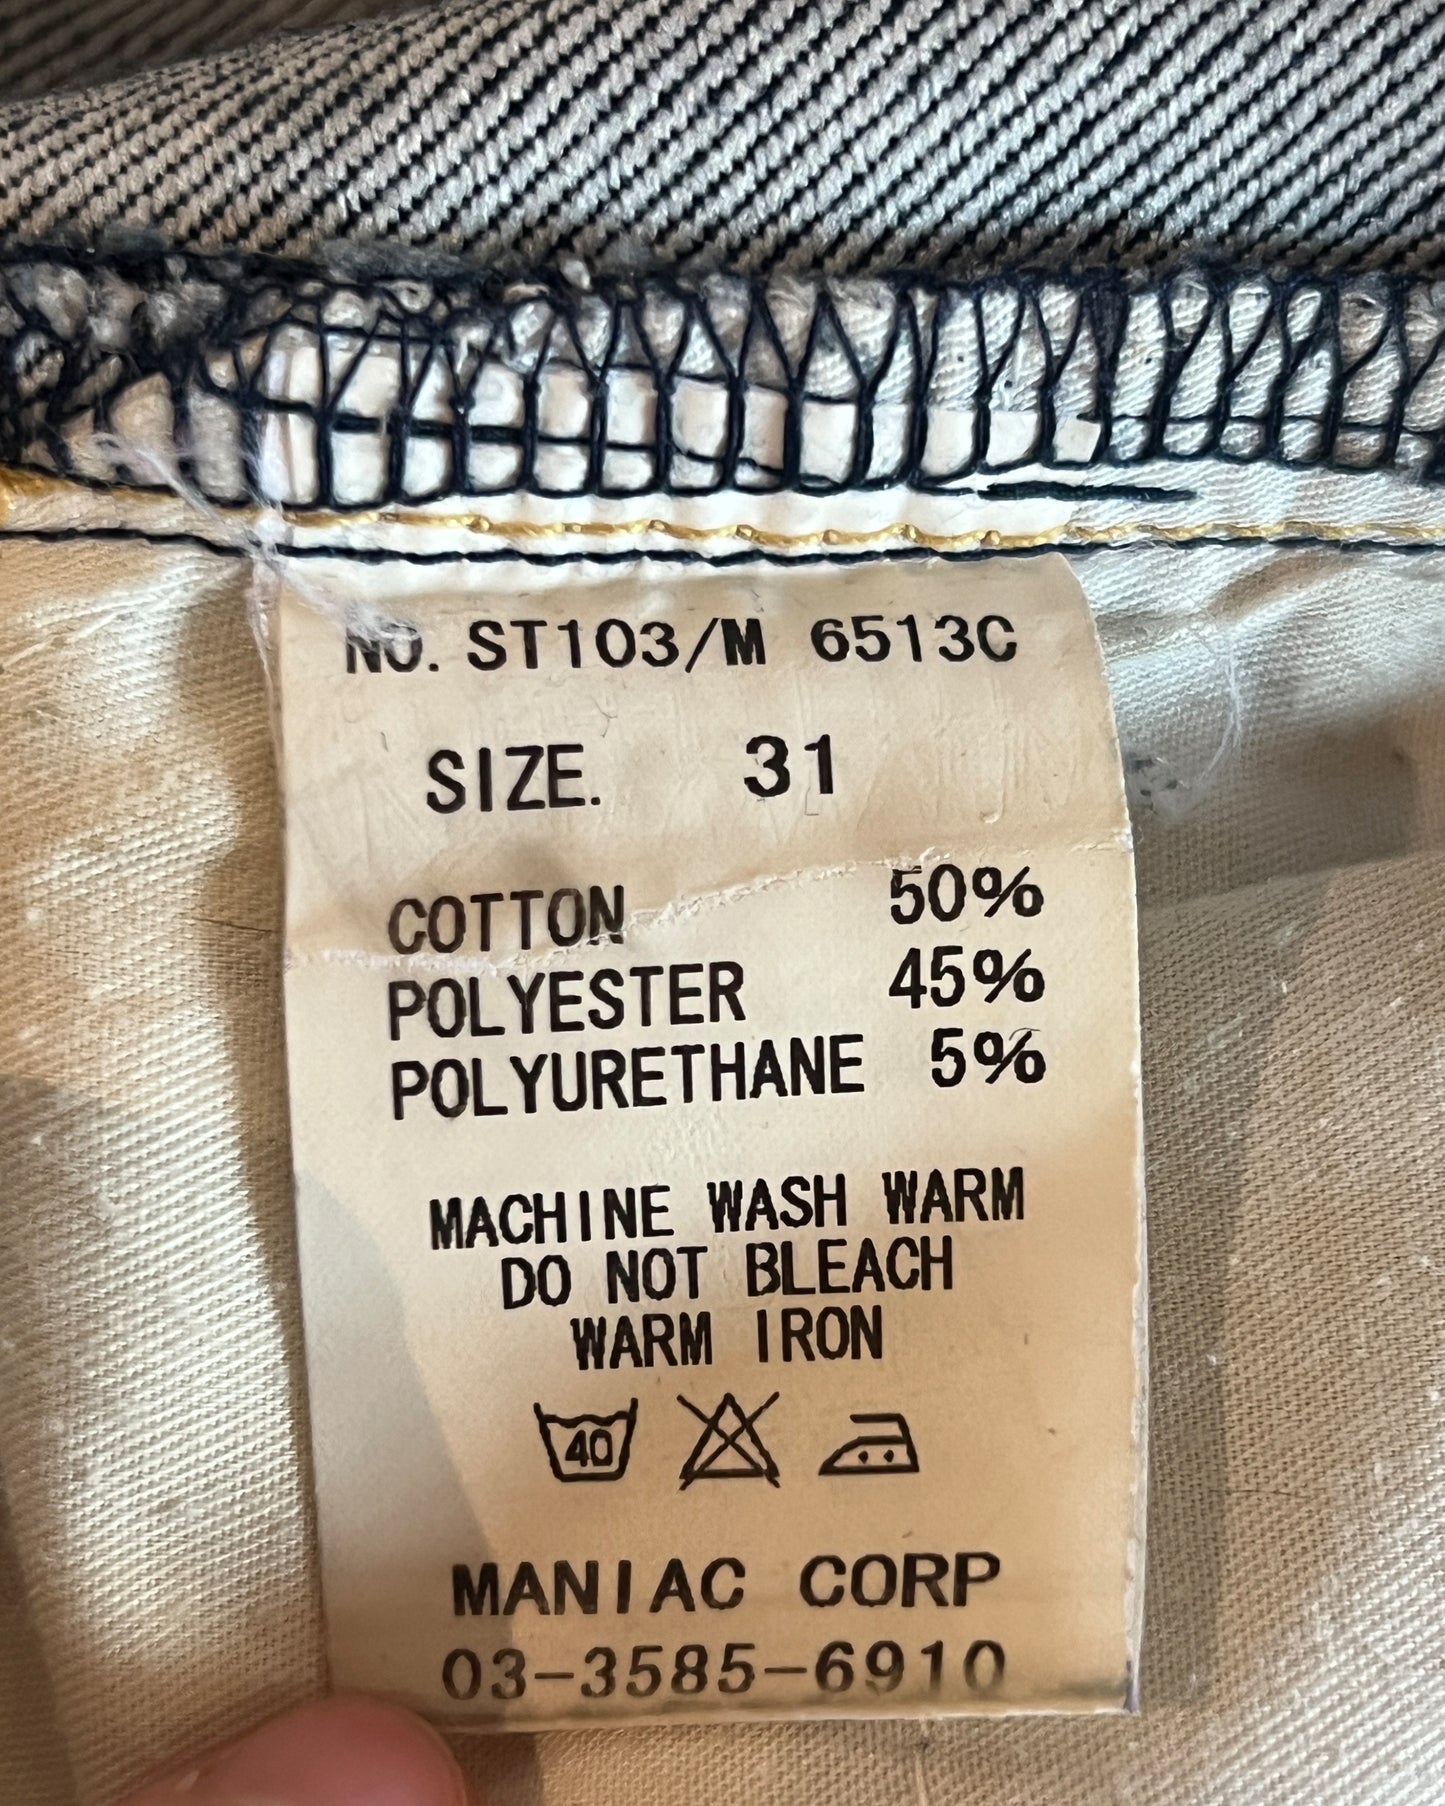 NO. ST103/M 6513C
SIZE. 31
COTTON 50%
POLYESTER 45%
POLYURETHANE 5%
MACHINE WASH WARM
DO NOT BLEACH
WARM IRON
40
MANIAC CORP
03-3585-6910